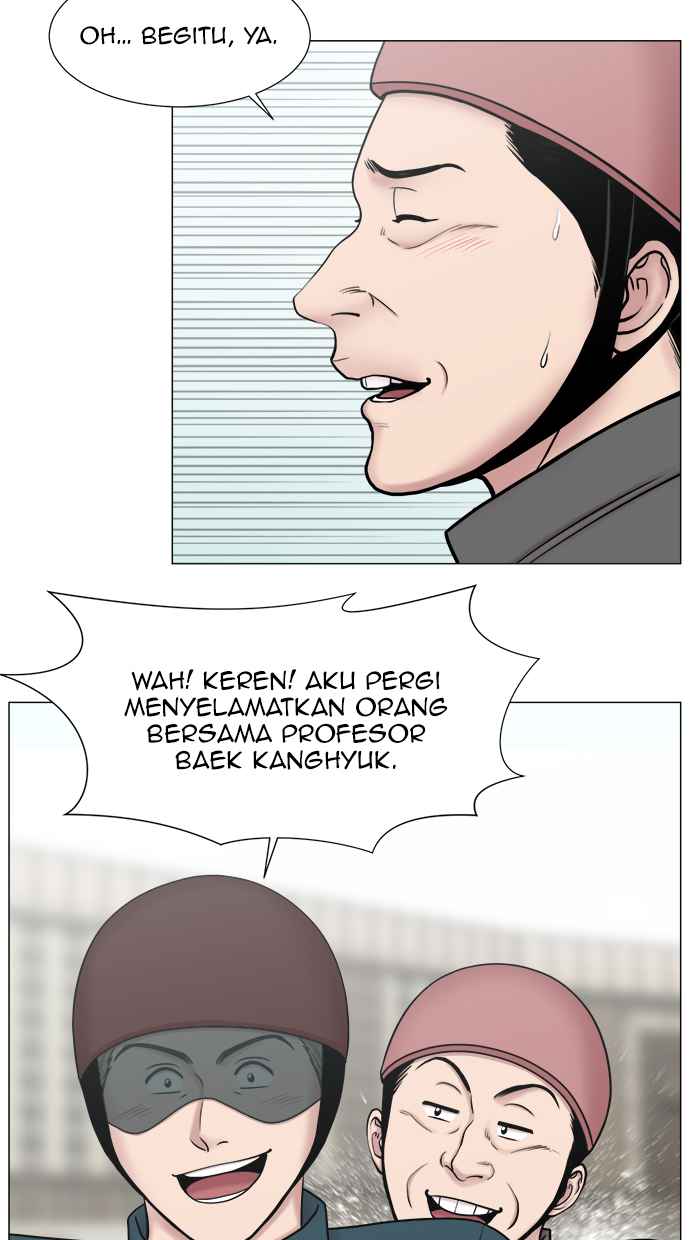 OH... BEGITU, YA.
WAH! KEREN! AKU PERGI
MENYELAMATKAN ORANG
BERSAMA PROFESOR
BAEK KANGHYUK.